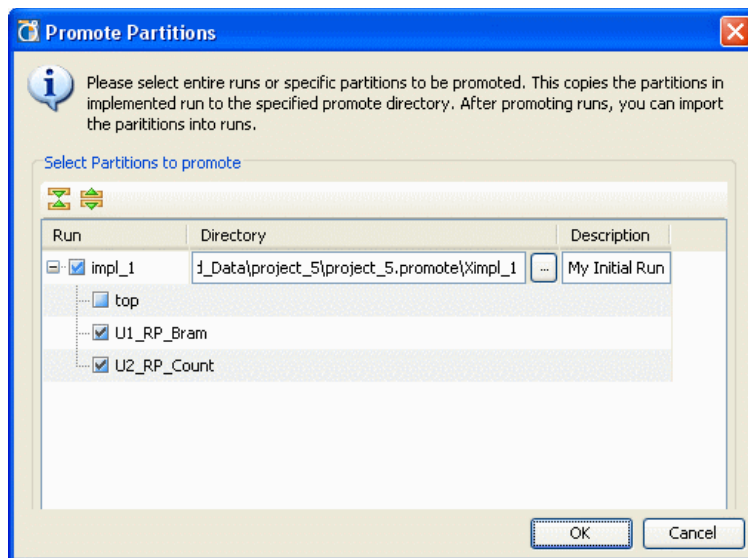 Promote Partitions
Please select entire runs or specific partitions to be promoted. This copies the partitions in
implemented run to the specified promote directory. After promoting runs, you can import
the paritions into runs.
Select Partitions to promote
Run Directory Description
impl_1 d_Data\project_5\project_5.promote\Ximpl_1 ... My Initial Run
top
U1_RP_Bram
U2_RP_Count
OK Cancel